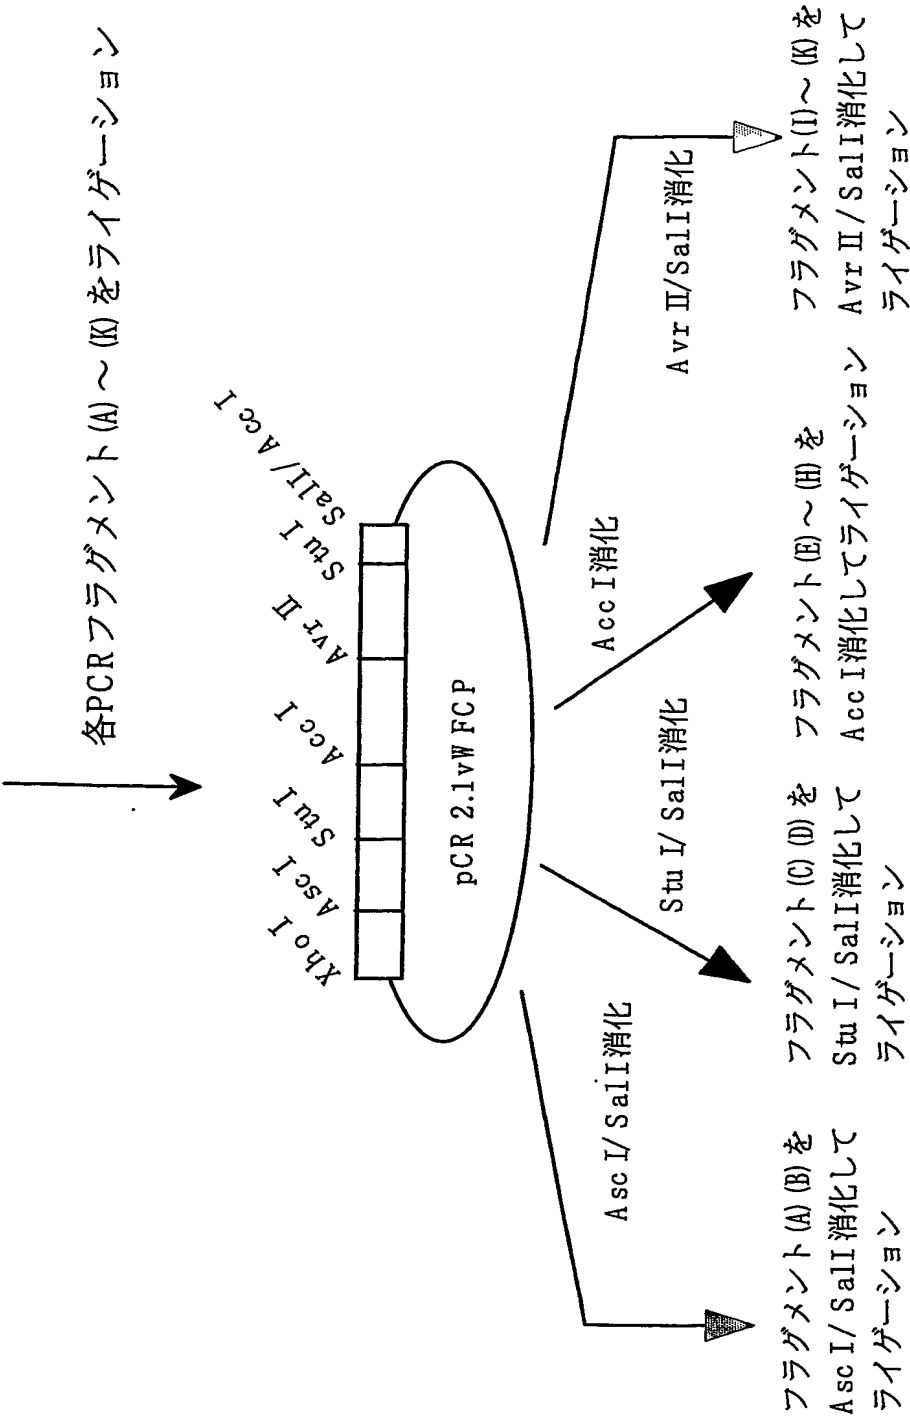 各PCRフラグメント(A)～(K)をライゲーション
Xho I
Asc I
Stu I
Acc I
Avr II
Stu I
SalI/Acc I
pCR 2.1vWFCP
Asc I/SalI消化
Stu I/SalI消化
Acc I消化
Avr II/SalI消化
フラグメント(A)(B)を
Asc I/SalI消化して
ライゲーション
フラグメント(C)(D)を
Stu I/SalI消化して
ライゲーション
フラグメント(E)～(H)を
Acc I消化してライゲーション
フラグメント(I)～(K)を
Avr II/SalI消化して
ライゲーション